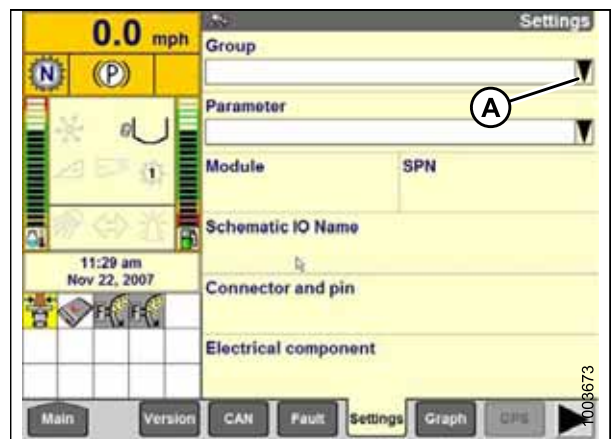 0.0 mph
Settings
N
(P)
1
11:29 am
Nov 22, 2007
F
F
Group
A
Parameter
Module
SPN
Schematic IO Name
Connector and pin
Electrical component
Main
Version
CAN
Fault
Settings
Graph
GPS
1003673